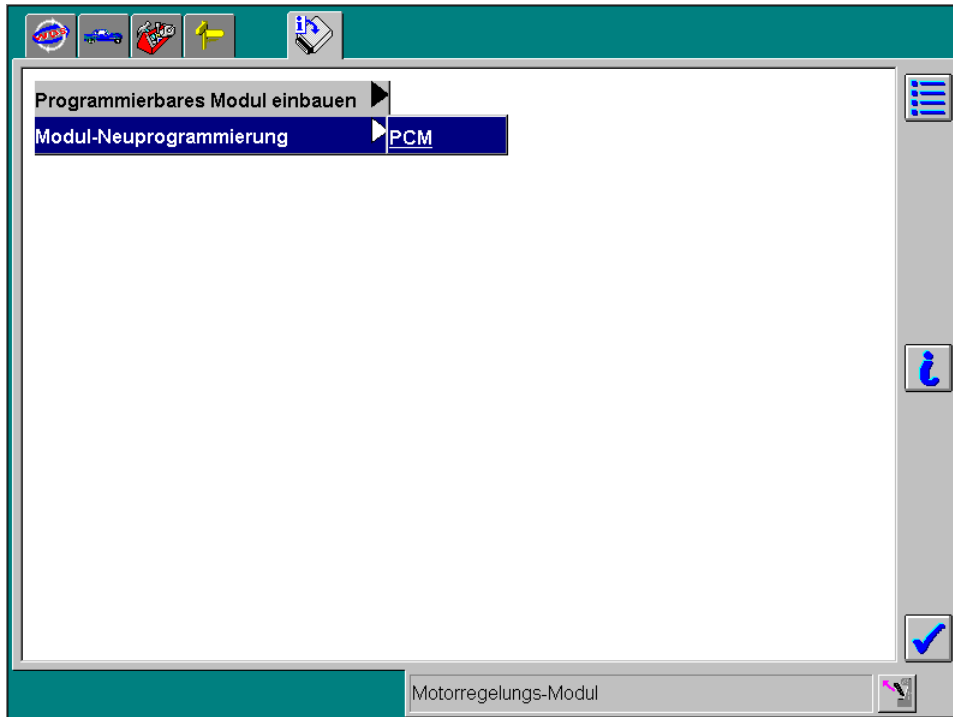 Programmierbares Modul einbauen
Modul-Neuprogrammierung PCM
Motorregelungs-Modul